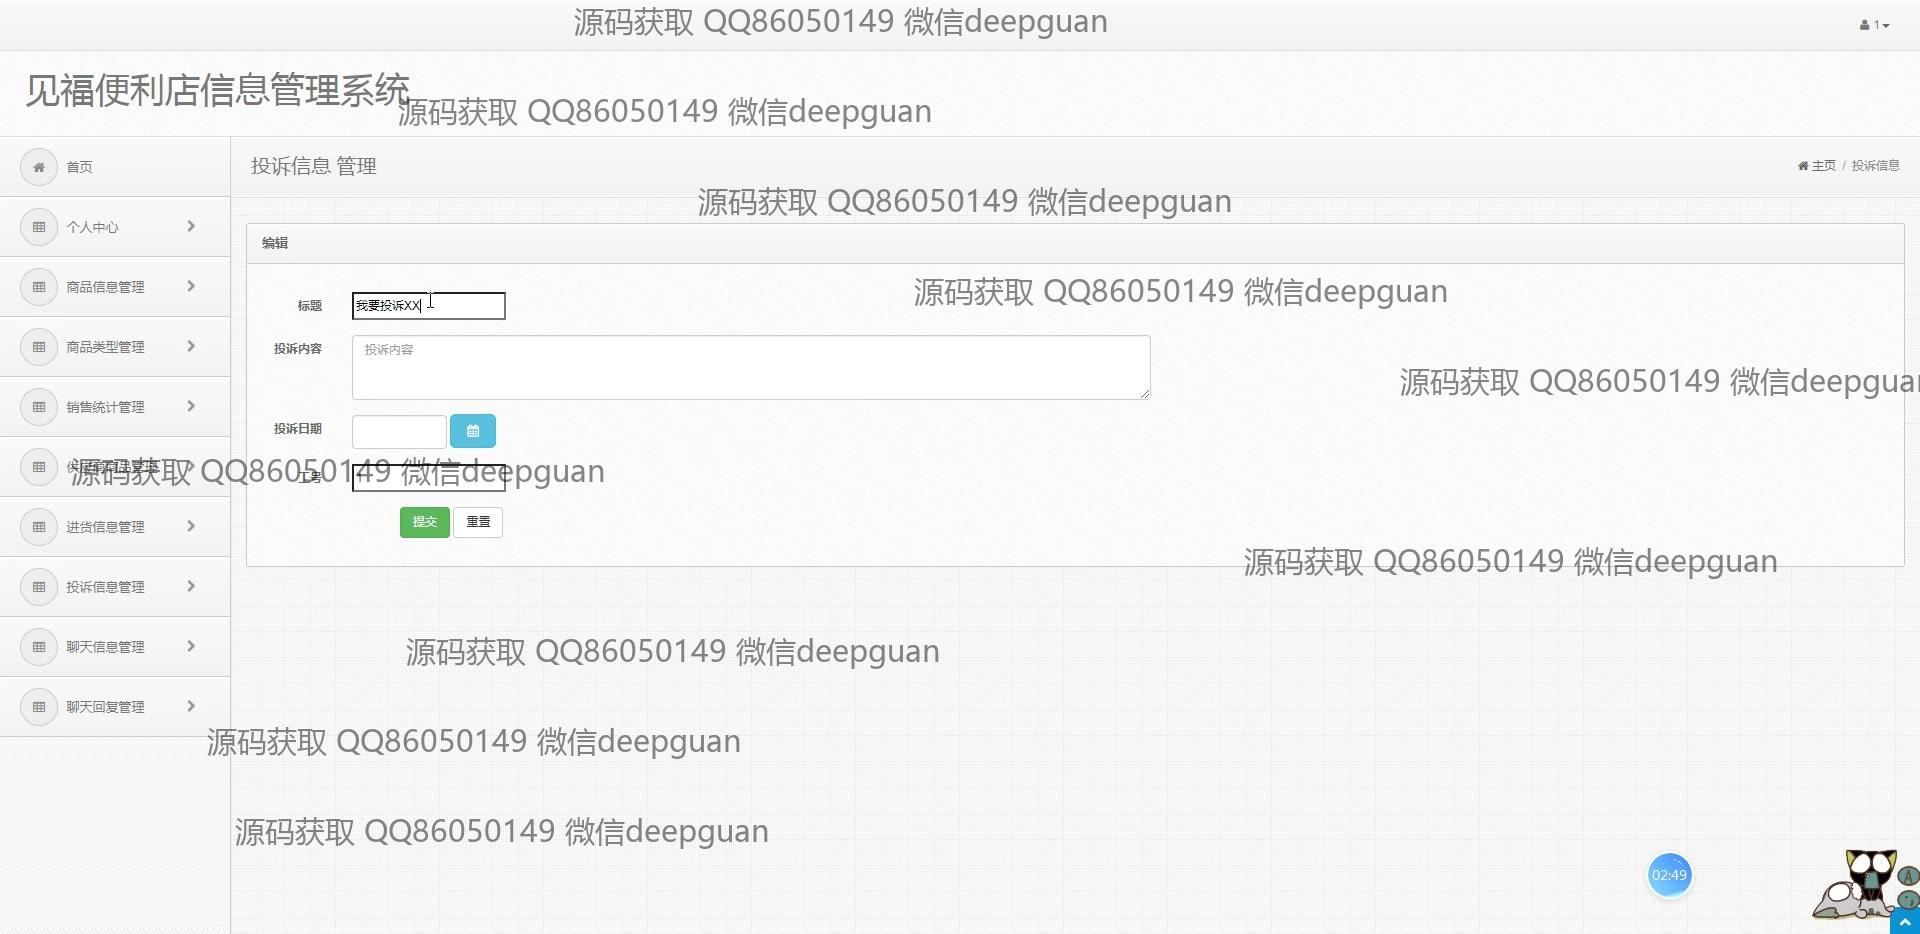 源码获取 QQ86050149 微信deepguan
1
见福便利店信息管理系统
源码获取 QQ86050149 微信deepguan
首页
投诉信息 管理
主页 / 投诉信息
源码获取 QQ86050149 微信deepguan
个人中心
编辑
商品信息管理
标题
我要投诉XX
源码获取 QQ86050149 微信deepguan
商品类型管理
投诉内容
投诉内容
源码获取 QQ86050149 微信deepguan
销售统计管理
投诉日期
源码获取 QQ86050149 微信deepguan
工号
提交
重置
进货信息管理
源码获取 QQ86050149 微信deepguan
投诉信息管理
聊天信息管理
源码获取 QQ86050149 微信deepguan
聊天回复管理
源码获取 QQ86050149 微信deepguan
源码获取 QQ86050149 微信deepguan
02:49
A